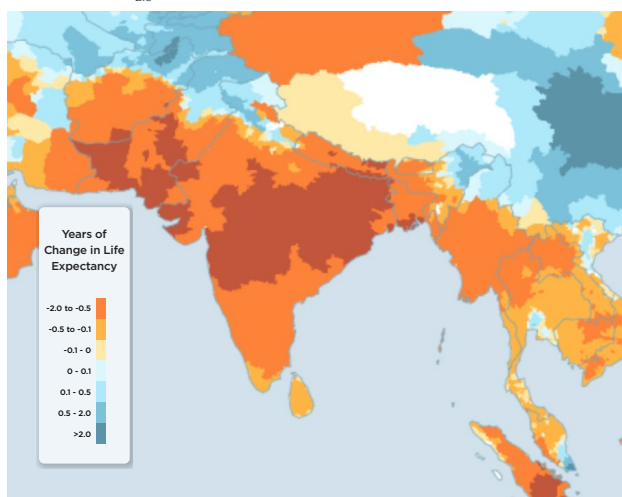 Years of
Change in Life
Expectancy
-2.0 to -0.5
-0.5 to -0.1
-0.1 - 0
0 - 0.1
0.1 - 0.5
0.5 - 2.0
>2.0